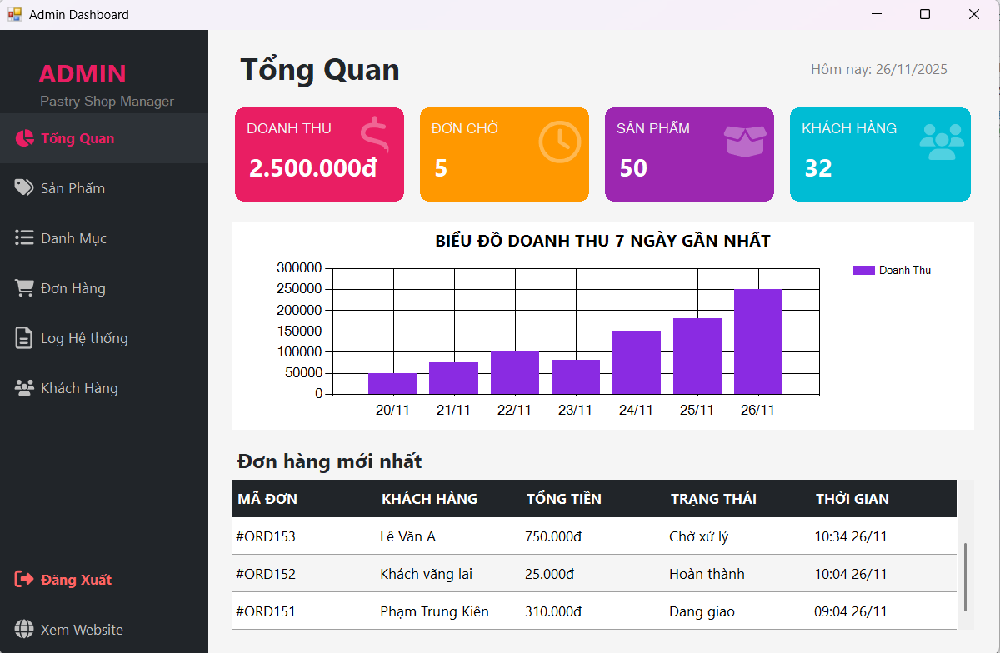 Admin Dashboard
ADMIN
Pastry Shop Manager
Tổng Quan
Sản Phẩm
Danh Mục
Đơn Hàng
Log Hệ thống
Khách Hàng
Đăng Xuất
Xem Website
Tổng Quan
Hôm nay: 26/11/2025
DOANH THU
2.500.000đ
ĐƠN CHỜ
5
SẢN PHẨM
50
KHÁCH HÀNG
32
BIỂU ĐỒ DOANH THU 7 NGÀY GẦN NHẤT
Doanh Thu
300000
250000
200000
150000
100000
50000
0
20/11 21/11 22/11 23/11 24/11 25/11 26/11
Đơn hàng mới nhất
MÃ ĐƠN KHÁCH HÀNG TỔNG TIỀN TRẠNG THÁI THỜI GIAN
#ORD153 Lê Văn A 750.000đ Chờ xử lý 10:34 26/11
#ORD152 Khách vãng lai 25.000đ Hoàn thành 10:04 26/11
#ORD151 Phạm Trung Kiên 310.000đ Đang giao 09:04 26/11